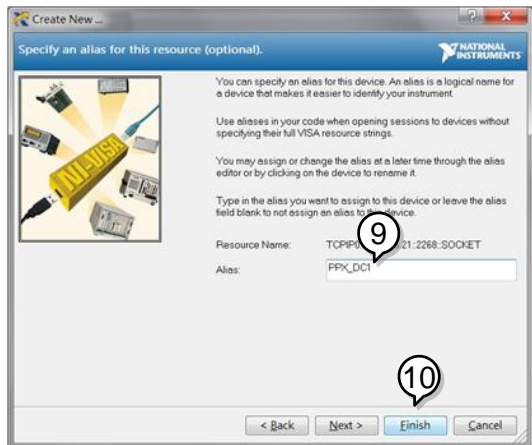 Create New ...
Specify an alias for this resource (optional).
NATIONAL
INSTRUMENTS
You can specify an alias for this device. An alias is a logical name for
a device that makes it easier to identify your instrument.
Use aliases in your code when opening sessions to devices without
specifying their full VISA resource strings.
You may assign or change the alias at a later time through the alias
editor or by clicking on the device to rename it.
Type in the alias you want to assign to this device or leave the alias
field blank to not assign an alias to this device.
NI-VISA
9
Resource Name: 21::2268::SOCKET
Alias: PPX_DC1
10
< Back Next > Finish Cancel